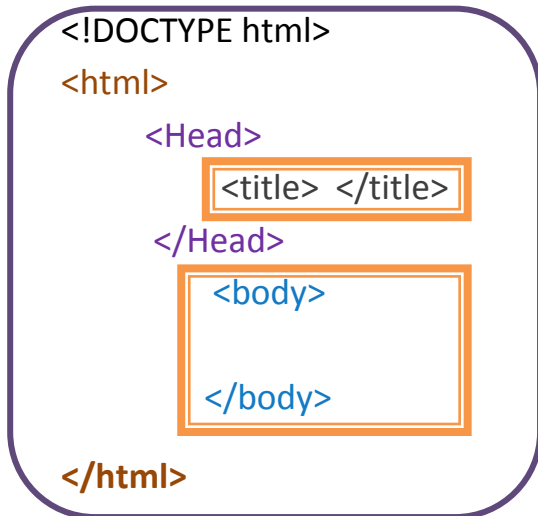 <!DOCTYPE html>
<html>
<Head>
<title> </title>
</Head>
<body>
</body>
</html>